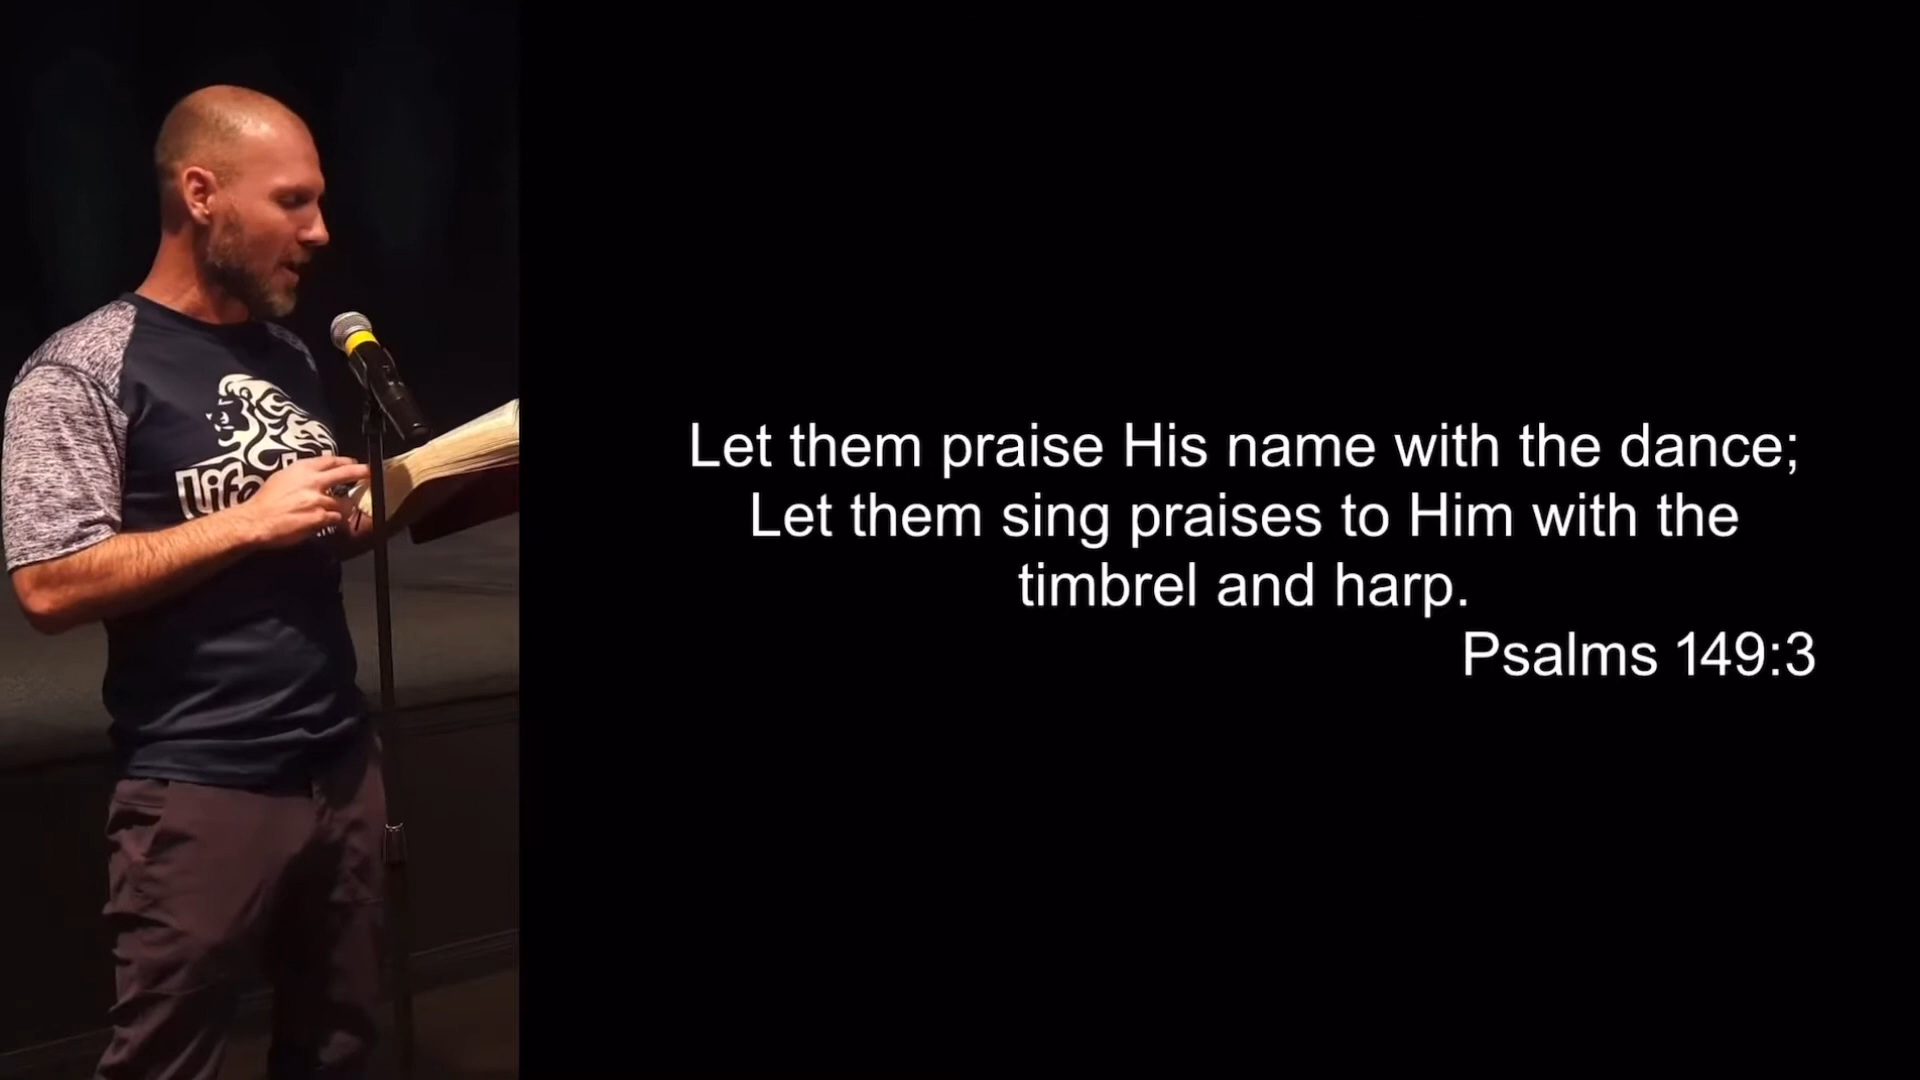 Let them praise His name with the dance;
Let them sing praises to Him with the
timbrel and harp.
Psalms 149:3